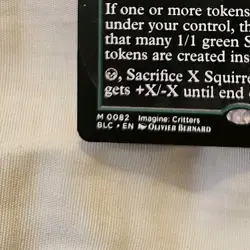 If one or more tokens
under your control, th
that many 1/1 green S
tokens are created ins
, Sacrifice X Squirre
gets +X/-X until end o
M 0082 Imagine: Critters
BLC • EN Olivier Bernard